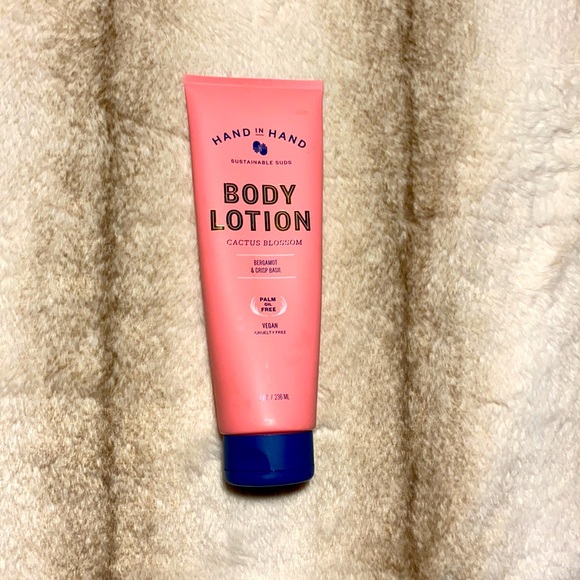 HAND IN HAND
SUSTAINABLE SUDS
BODY
LOTION
CACTUS BLOSSOM
BERGAMOT
& CRISP BASIL
PALM
OIL
FREE
VEGAN
CRUELTY FREE
/ 236 ML